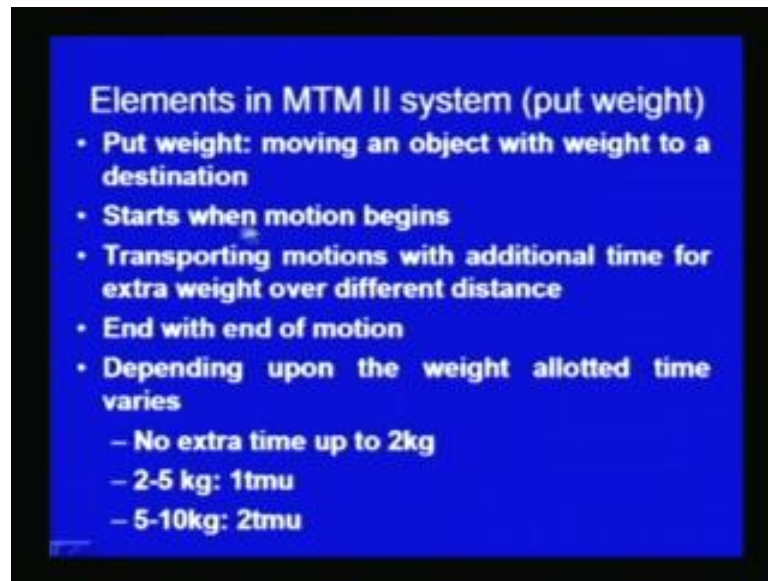 Elements in MTM II system (put weight)
• Put weight: moving an object with weight to a
destination
• Starts when motion begins
• Transporting motions with additional time for
extra weight over different distance
• End with end of motion
• Depending upon the weight allotted time
varies
– No extra time up to 2kg
– 2-5 kg: 1tmu
– 5-10kg: 2tmu